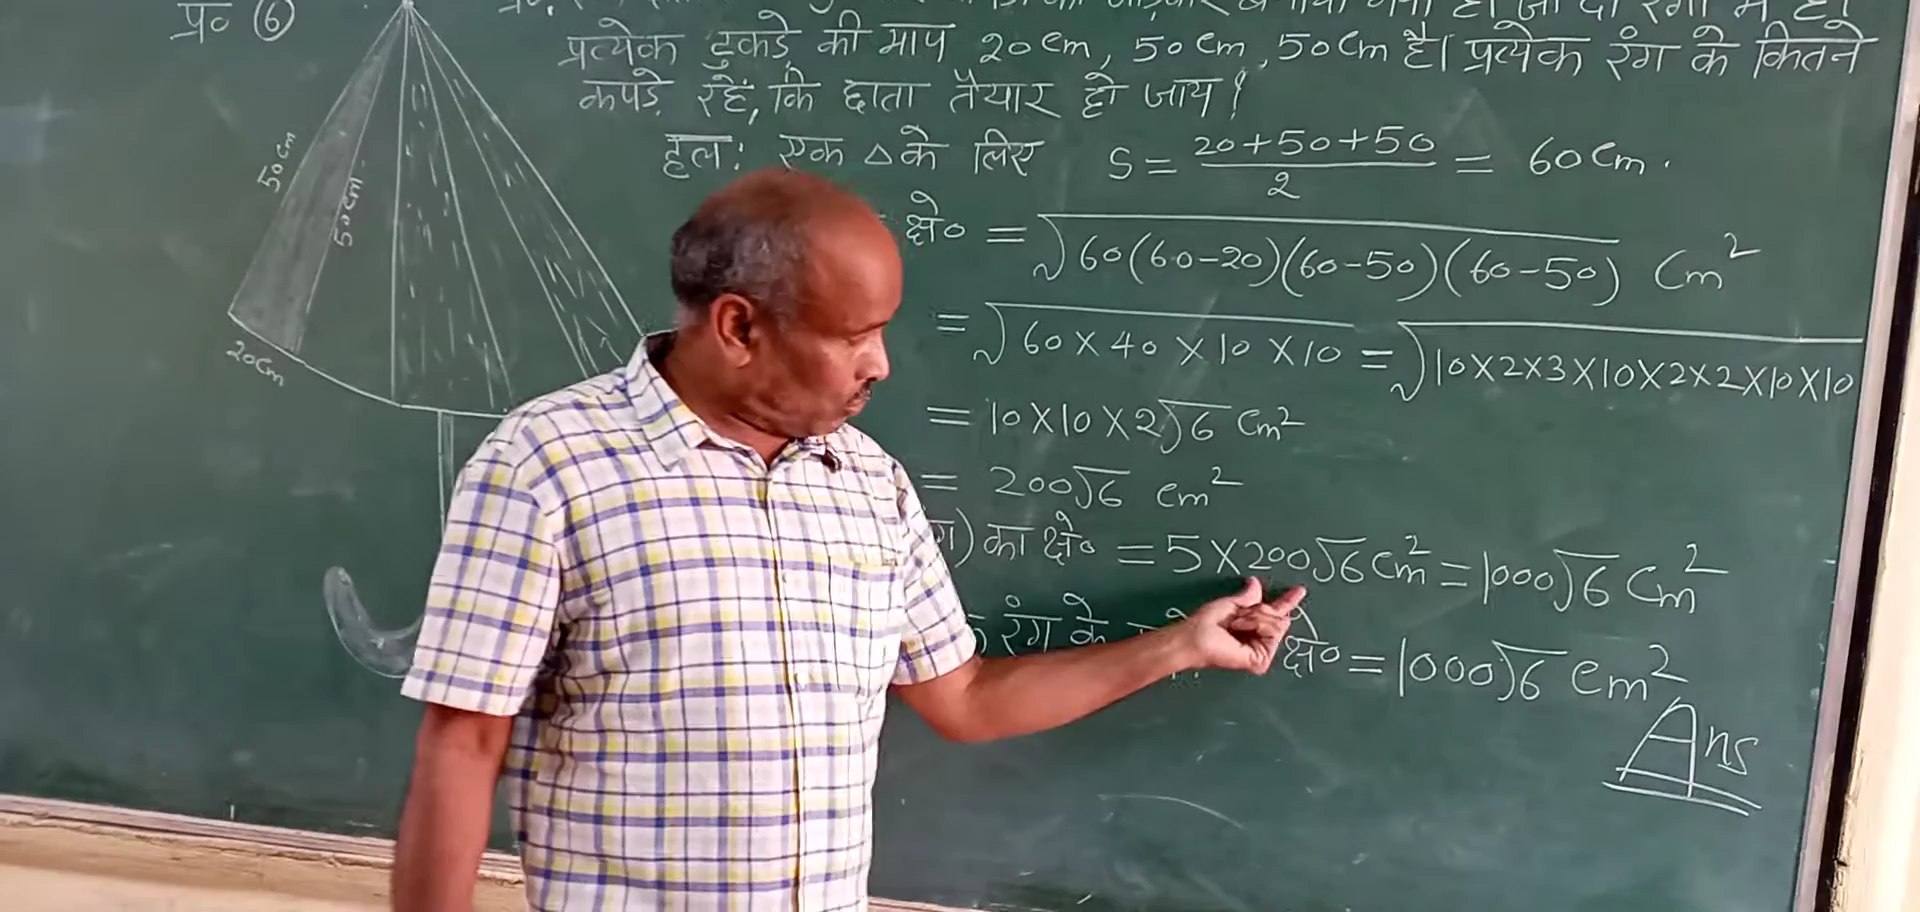 प्र० ⑥
प्रत्येक टुकड़े की माप 20cm, 50cm, 50cm है। प्रत्येक रंग के कितने
कपड़े रहें, कि छाता तैयार हो जाय?
हल: एक △ के लिए S = \frac{20+50+50}{2} = 60cm.
क्षे० = √60(60-20)(60-50)(60-50) cm²
= √60×40×10×10 = √10×2×3×10×2×2×10×10
= 10×10×2√6 cm²
= 200√6 cm²
का क्षे० = 5×200√6 cm² = 1000√6 cm²
रंग के क्षे० = 1000√6 cm²
Ans
50cm
50cm
20cm